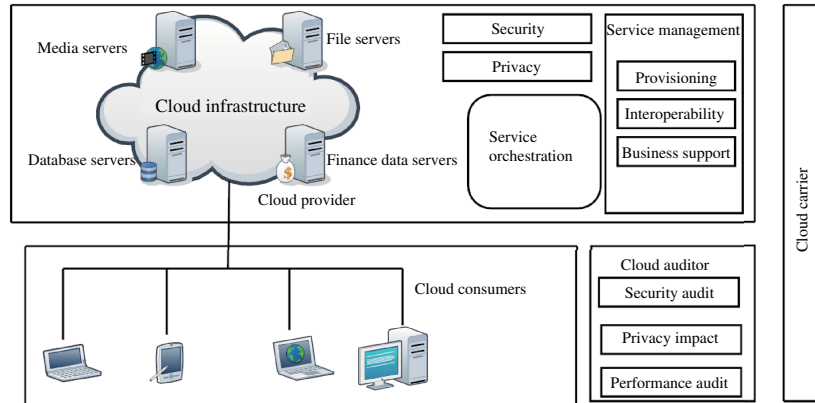 Media servers
File servers
Cloud infrastructure
Database servers
Finance data servers
Cloud provider
Security
Privacy
Service
orchestration
Service management
Provisioning
Interoperability
Business support
Cloud carrier
Cloud consumers
Cloud auditor
Security audit
Privacy impact
Performance audit
$